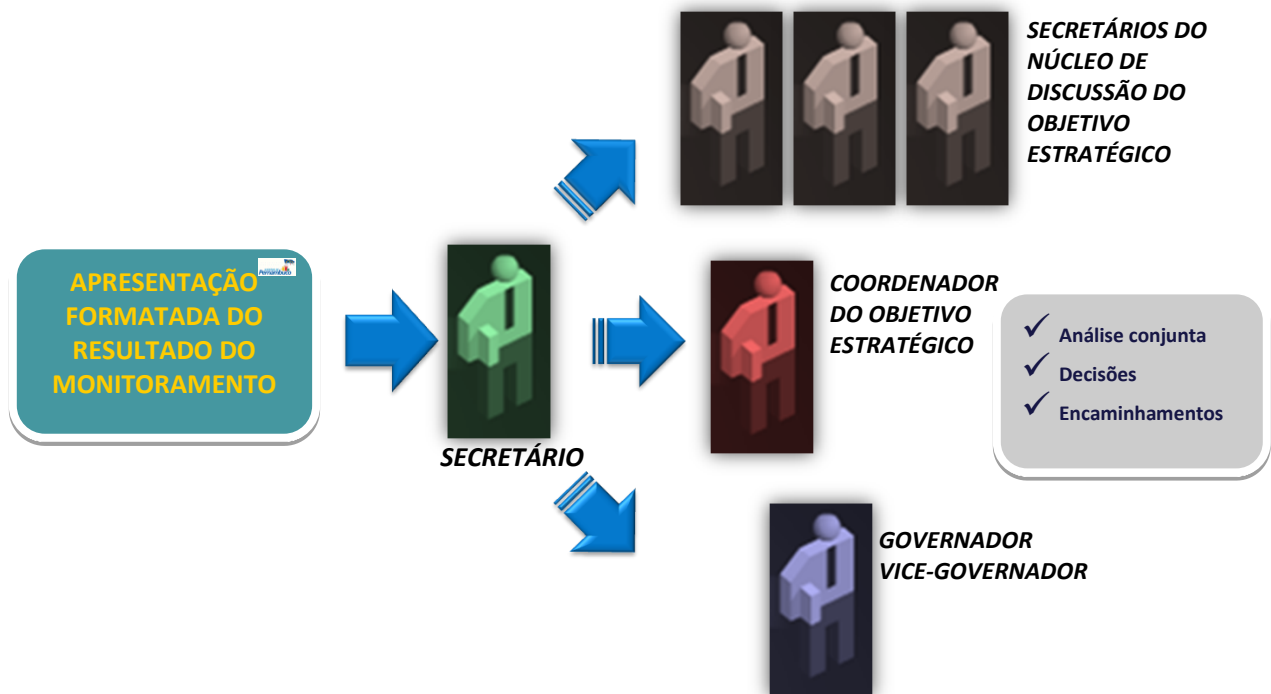 SECRETÁRIOS DO
NÚCLEO DE
DISCUSSÃO DO
OBJETIVO
ESTRATÉGICO
APRESENTAÇÃO
FORMATADA DO
RESULTADO DO
MONITORAMENTO
Pernambuco
SECRETÁRIO
COORDENADOR
DO OBJETIVO
ESTRATÉGICO
✓ Análise conjunta
✓ Decisões
✓ Encaminhamentos
GOVERNADOR
VICE-GOVERNADOR